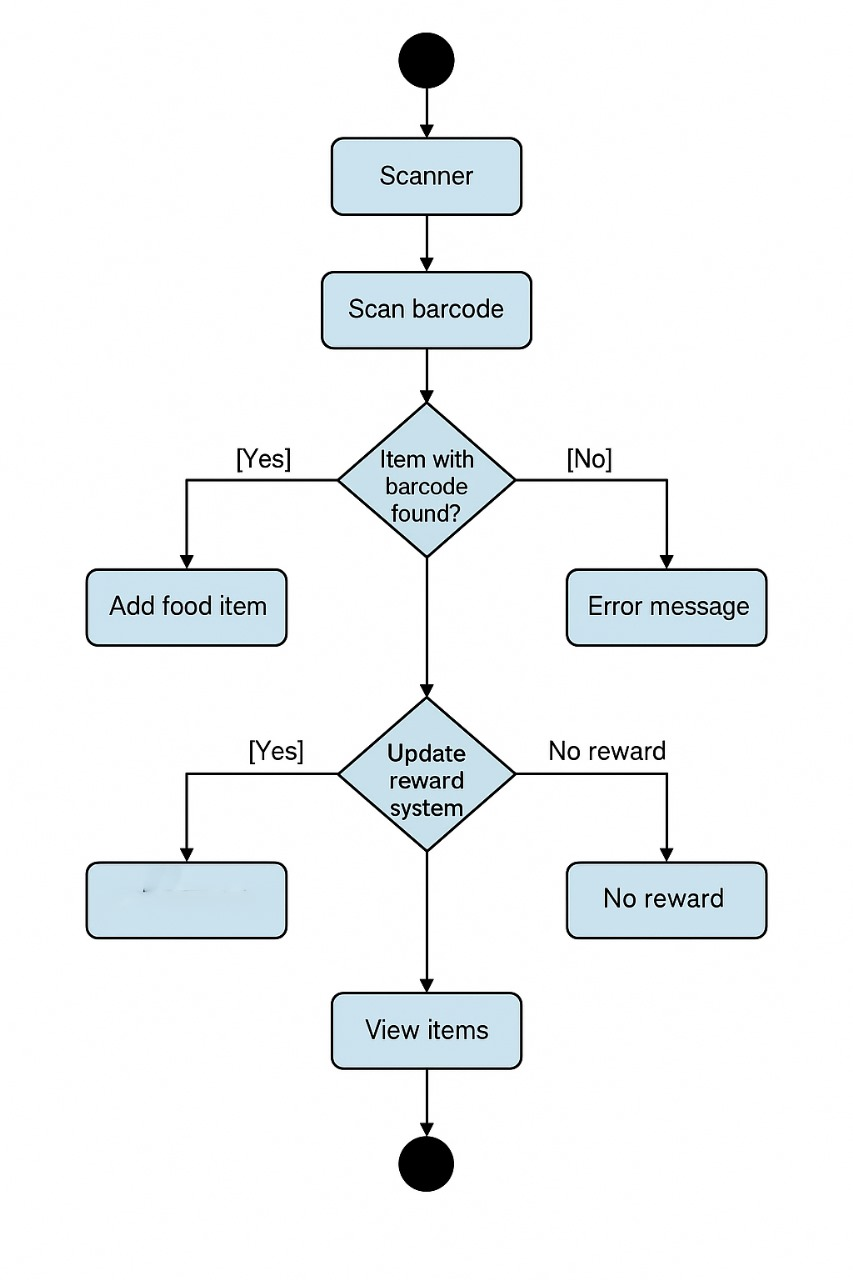 Scanner
Scan barcode
Item with
barcode
found?
[Yes]
[No]
Add food item
Error message
Update
reward
system
[Yes]
No reward
No reward
View items